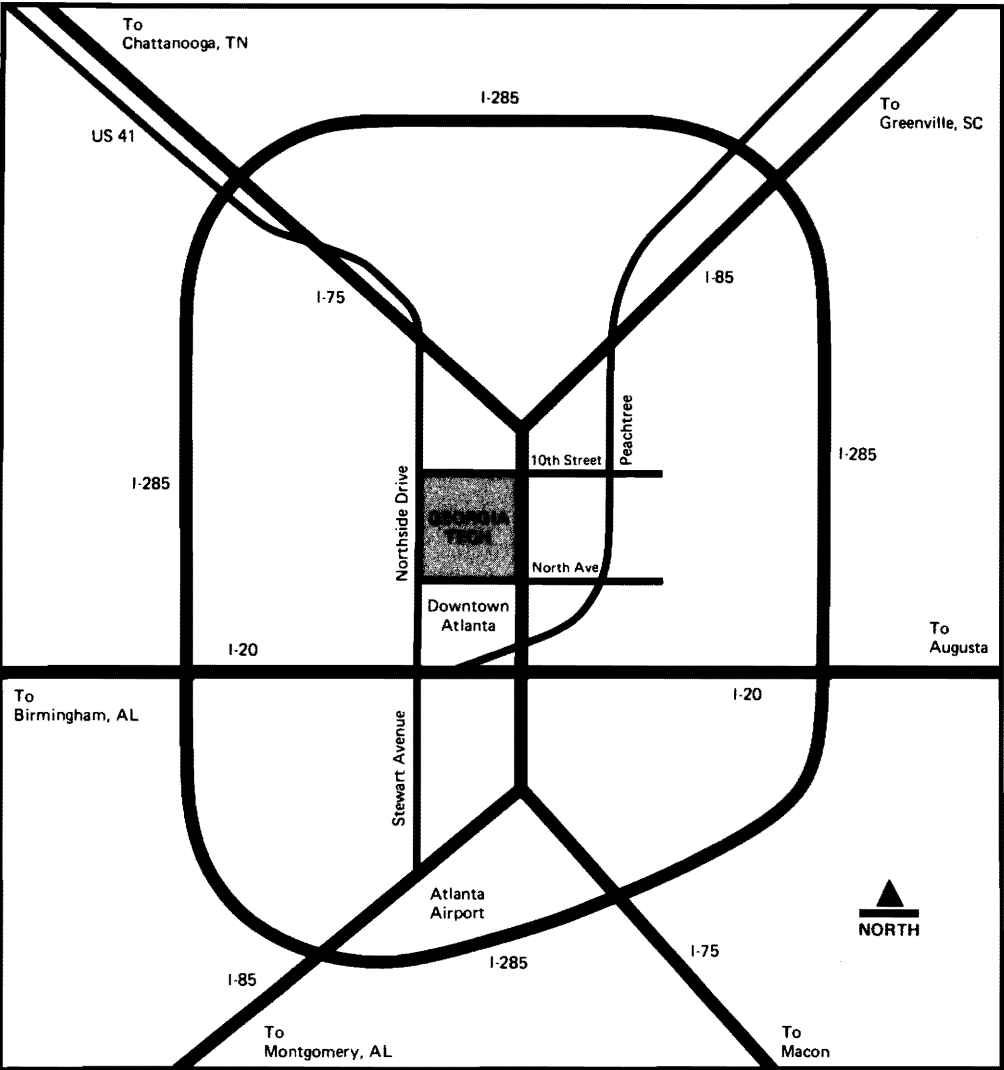 To
Chattanooga, TN
I-285
To
Greenville, SC
US 41
I-75
I-85
Peachtree
10th Street
I-285
I-285
Northside Drive
GEORGIA
TECH
North Ave
Downtown
Atlanta
To
Augusta
I-20
To
Birmingham, AL
I-20
Stewart Avenue
Atlanta
Airport
NORTH
I-85
I-285
I-75
To
Montgomery, AL
To
Macon